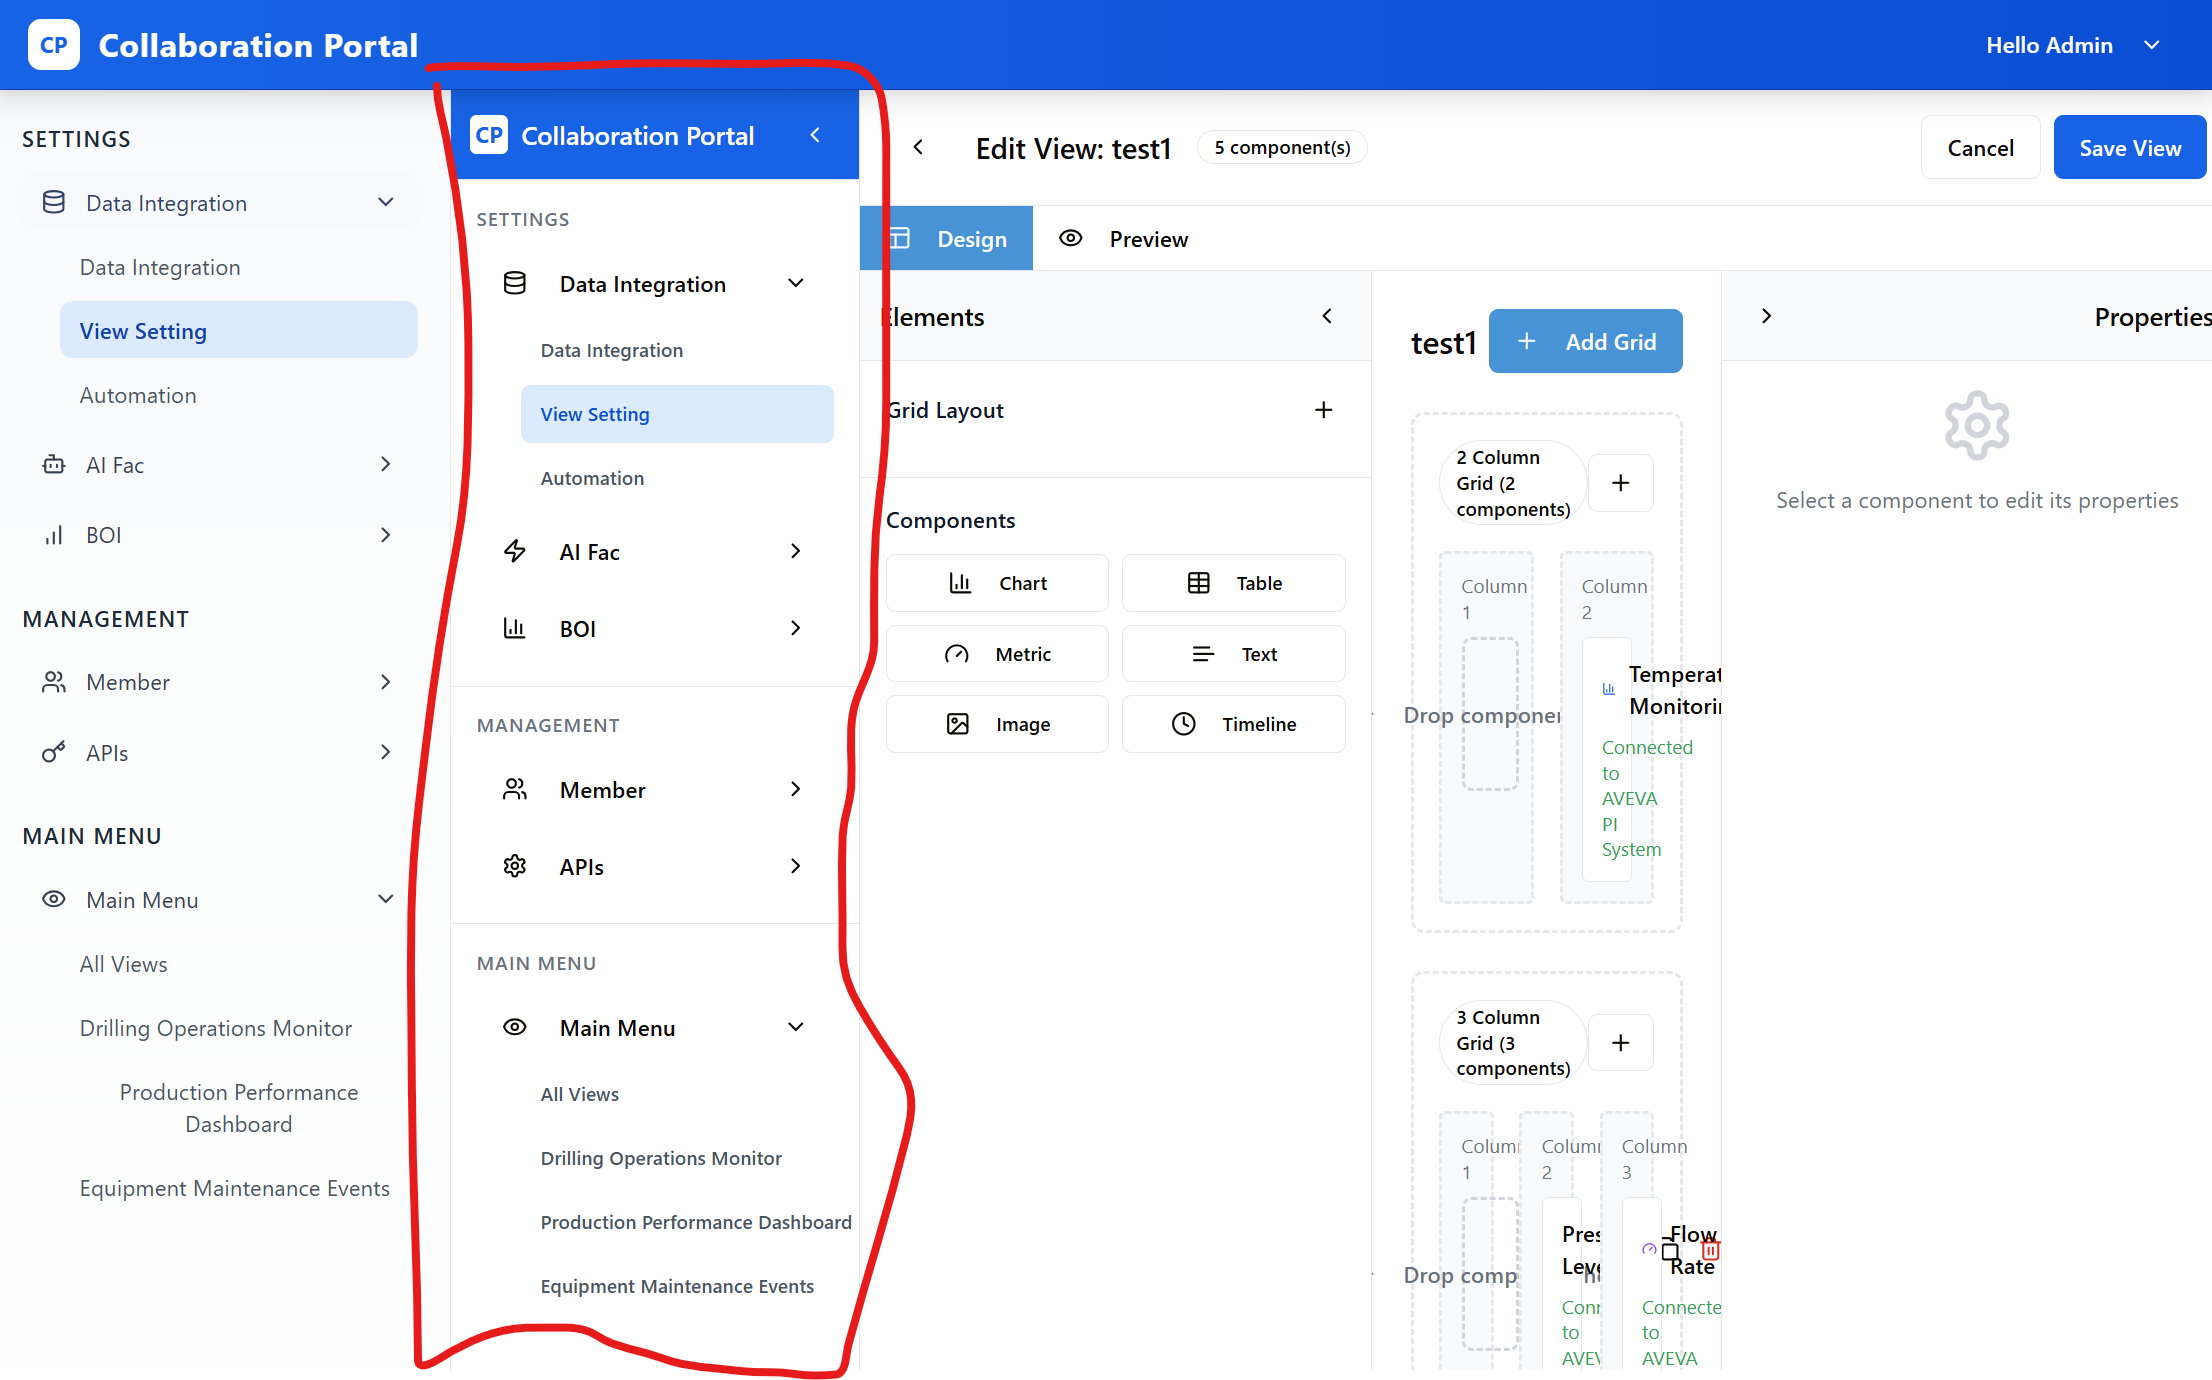 CP Collaboration Portal
Hello Admin
SETTINGS
Data Integration
Data Integration
View Setting
Automation
AI Fac
BOI
MANAGEMENT
Member
APIs
MAIN MENU
Main Menu
All Views
Drilling Operations Monitor
Production Performance
Dashboard
Equipment Maintenance Events
CP Collaboration Portal
SETTINGS
Data Integration
Data Integration
View Setting
Automation
AI Fac
BOI
MANAGEMENT
Member
APIs
MAIN MENU
Main Menu
All Views
Drilling Operations Monitor
Production Performance Dashboard
Equipment Maintenance Events
Edit View: test1
5 component(s)
Cancel
Save View
Design
Preview
Elements
Grid Layout
Components
Chart
Table
Metric
Text
Image
Timeline
test1
Add Grid
2 Column
Grid (2
components)
Column
1
Drop componen
Column
2
Temperat
Monitorin
Connected
to
AVEVA
PI
System
3 Column
Grid (3
components)
Column
1
Drop comp
Column
2
Pres
Leve
Conn
to
AVEV
Column
3
Flow
Rate
Connecte
to
AVEVA
Properties
Select a component to edit its properties